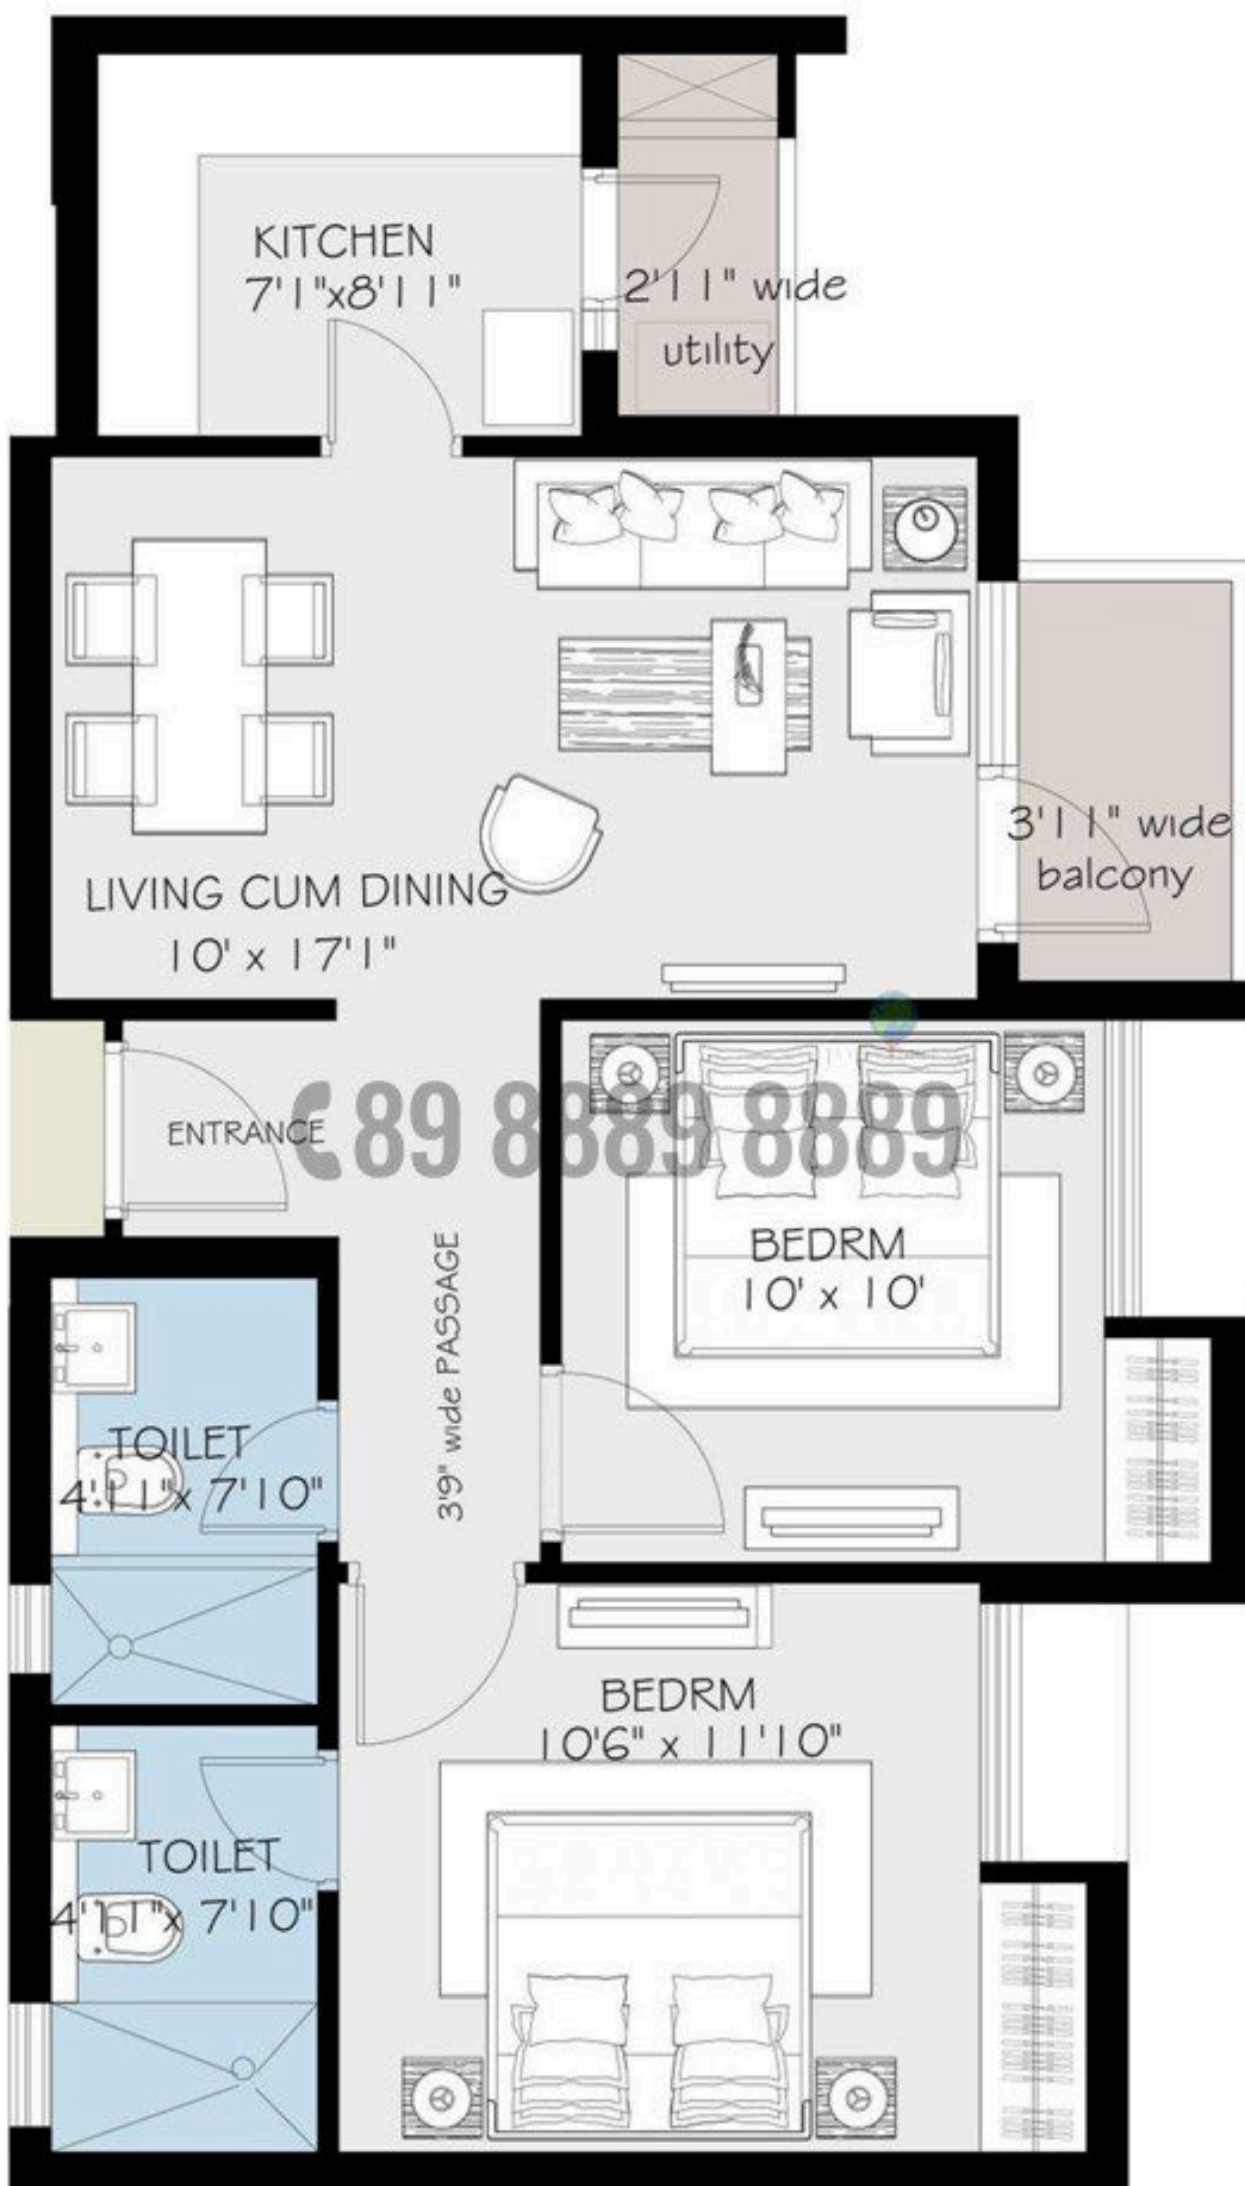 KITCHEN
7'1"x8'11"
2'11" wide
utility
3'11" wide
balcony
LIVING CUM DINING
10' x 17'1"
ENTRANCE
89 8889 8889
3'9" wide PASSAGE
BEDRM
10' x 10'
TOILET
4'11"x 7'10"
BEDRM
10'6" x 11'10"
TOILET
4'11"x 7'10"